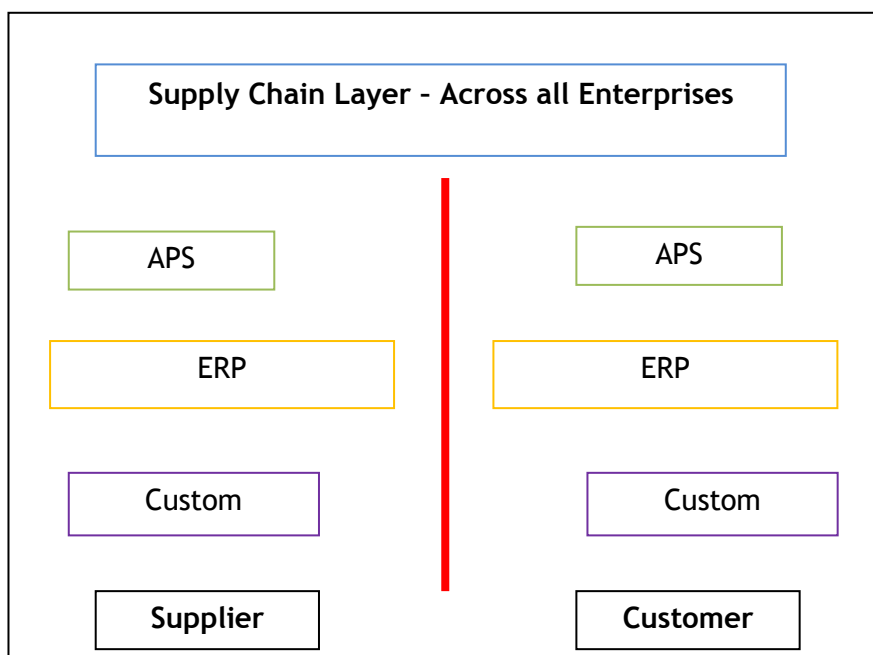 Supply Chain Layer – Across all Enterprises
APS
APS
ERP
ERP
Custom
Custom
Supplier
Customer